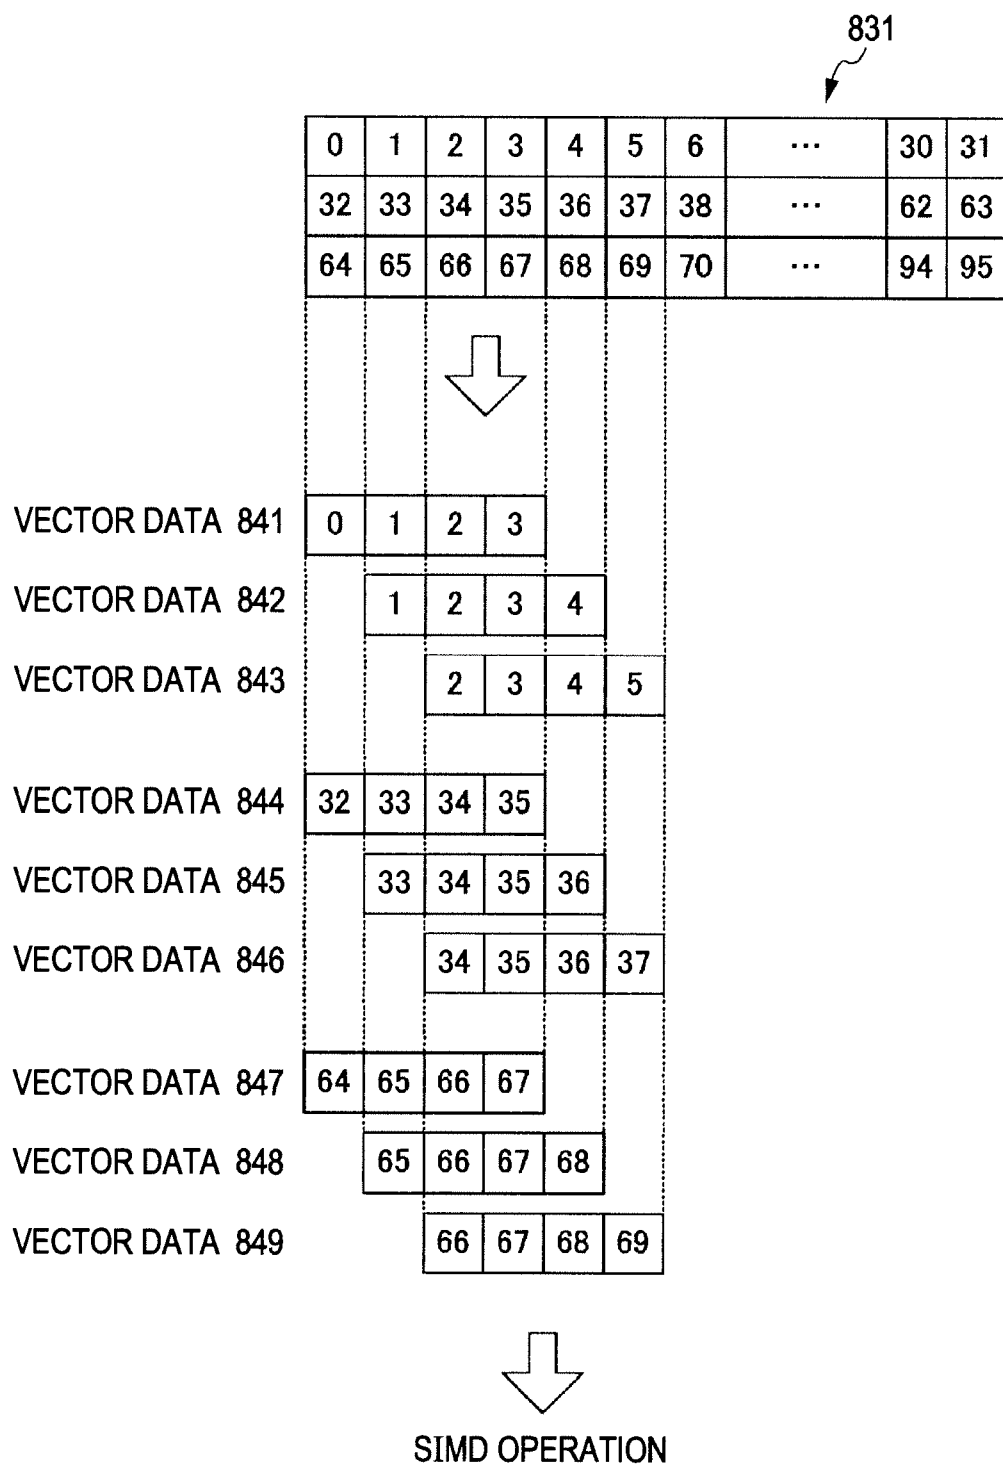 831
0 1 2 3 4 5 6 ... 30 31
32 33 34 35 36 37 38 ... 62 63
64 65 66 67 68 69 70 ... 94 95
VECTOR DATA 841 0 1 2 3
VECTOR DATA 842 1 2 3 4
VECTOR DATA 843 2 3 4 5
VECTOR DATA 844 32 33 34 35
VECTOR DATA 845 33 34 35 36
VECTOR DATA 846 34 35 36 37
VECTOR DATA 847 64 65 66 67
VECTOR DATA 848 65 66 67 68
VECTOR DATA 849 66 67 68 69
SIMD OPERATION